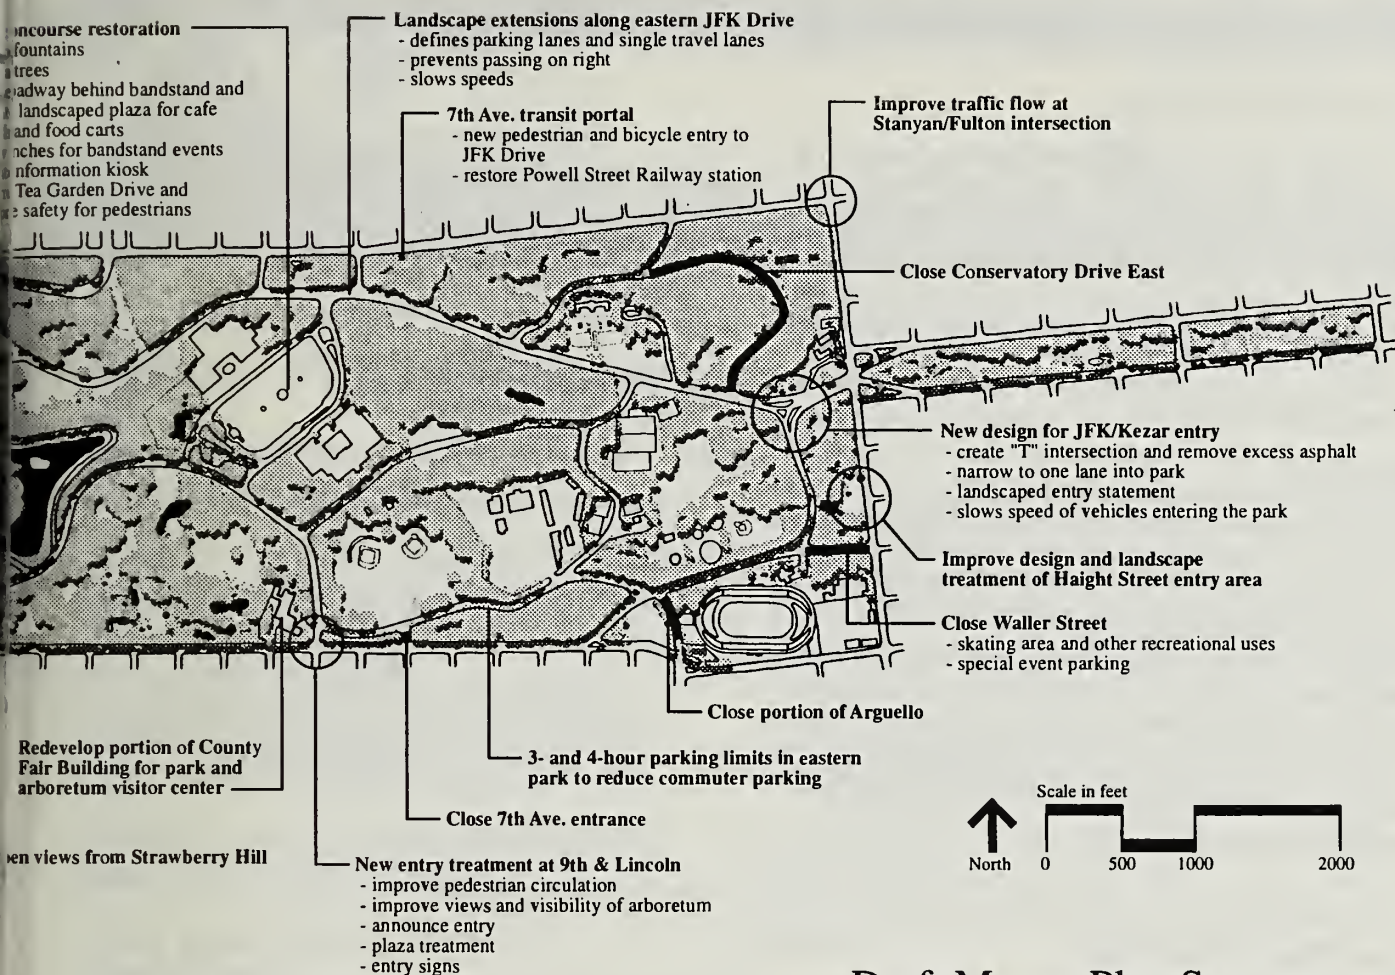 restoration
fountains
trees
behind bandstand and
landscaped plaza for cafe
and food carts
for bandstand events
kiosk
Tea Garden Drive and
safety for pedestrians
Landscape extensions along eastern JFK Drive
- defines parking lanes and single travel lanes
- prevents passing on right
- slows speeds
7th Ave. transit portal
- new pedestrian and bicycle entry to
JFK Drive
- restore Powell Street Railway station
Improve traffic flow at
Stanyan/Fulton intersection
Close Conservatory Drive East
New design for JFK/Kezar entry
- create "T" intersection and remove excess asphalt
- narrow to one lane into park
- landscaped entry statement
- slows speed of vehicles entering the park
Improve design and landscape
treatment of Haight Street entry area
Close Waller Street
- skating area and other recreational uses
- special event parking
Close portion of Arguello
3- and 4-hour parking limits in eastern
park to reduce commuter parking
Redevelop portion of County
Fair Building for park and
arboretum visitor center
Close 7th Ave. entrance
views from Strawberry Hill
New entry treatment at 9th & Lincoln
- improve pedestrian circulation
- improve views and visibility of arboretum
- announce entry
- plaza treatment
- entry signs
Scale in feet
North
0 500 1000 2000